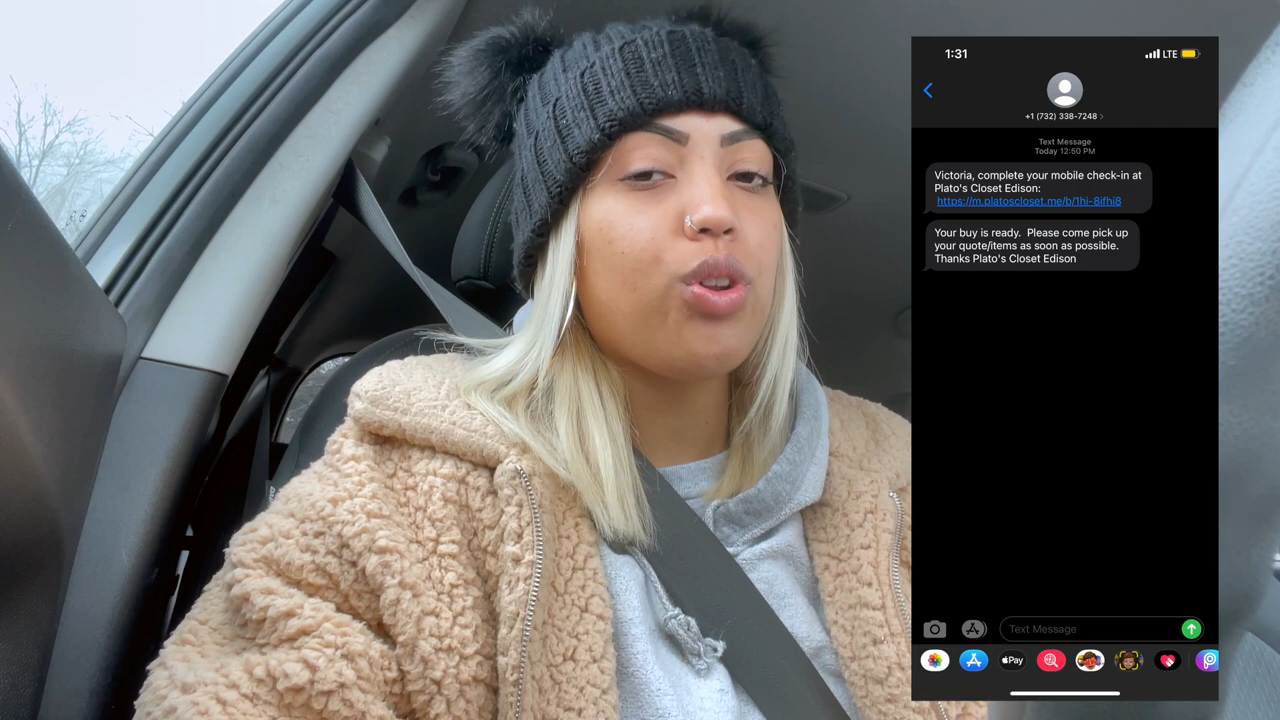 1:31
LTE
+1 (732) 338-7248
Text Message
Today 12:50 PM
Victoria, complete your mobile check-in at
Plato's Closet Edison:
https://m.platoscloset.me/b/1hi-8ifhi8
Your buy is ready. Please come pick up
your quote/items as soon as possible.
Thanks Plato's Closet Edison
Text Message
Pay